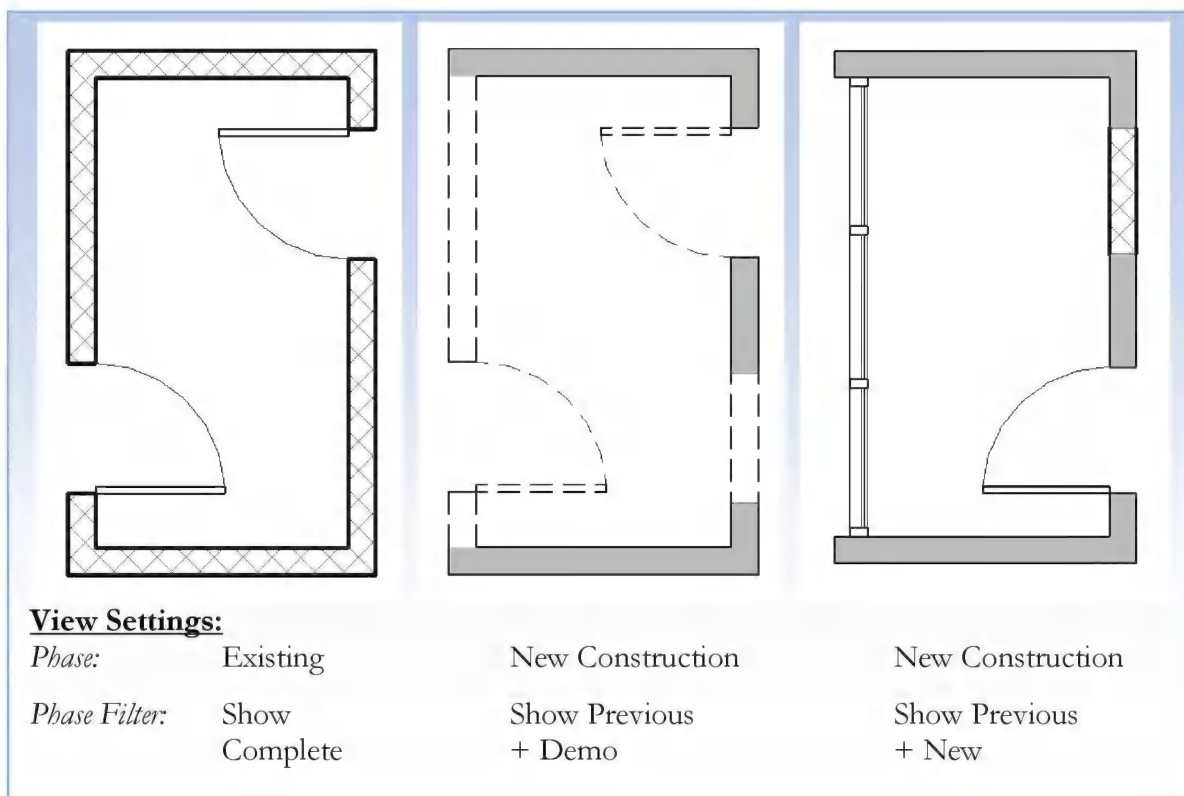 View Settings:
Phase: Existing New Construction New Construction
Phase Filter: Show Show Previous Show Previous
Complete + Demo + New